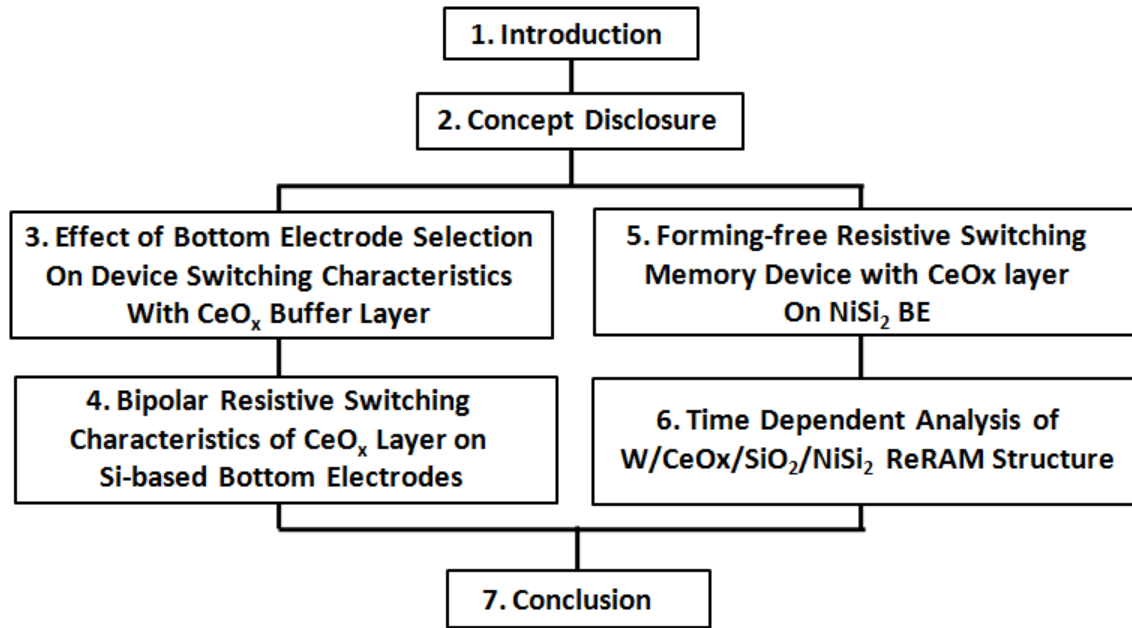 1. Introduction
2. Concept Disclosure
3. Effect of Bottom Electrode Selection
On Device Switching Characteristics
With CeOₓ Buffer Layer
4. Bipolar Resistive Switching
Characteristics of CeOₓ Layer on
Si-based Bottom Electrodes
5. Forming-free Resistive Switching
Memory Device with CeOx layer
On NiSi₂ BE
6. Time Dependent Analysis of
W/CeOx/SiO₂/NiSi₂ ReRAM Structure
7. Conclusion